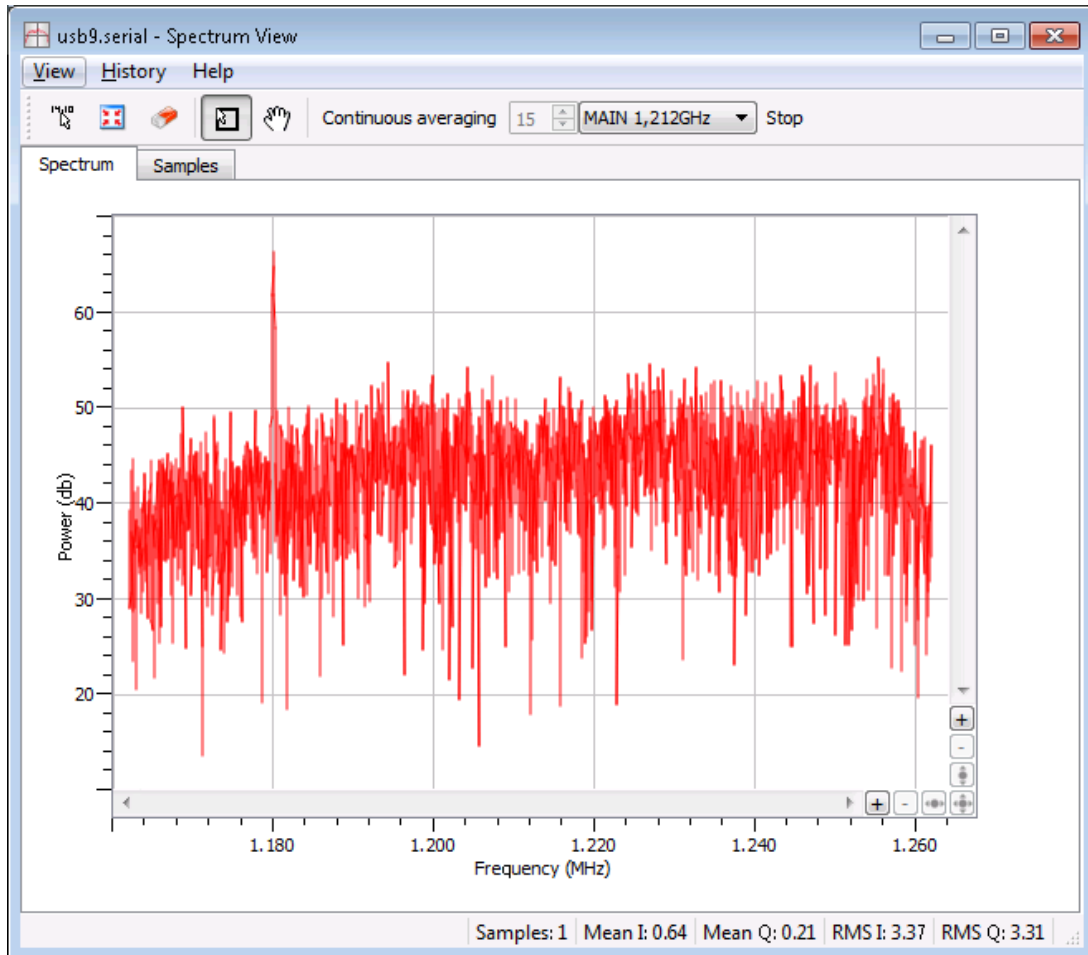 usb9.serial - Spectrum View
View History Help
Continuous averaging 15 MAIN 1,212GHz Stop
Spectrum Samples
60
50
40
30
20
Power (db)
1.180 1.200 1.220 1.240 1.260
Frequency (MHz)
Samples: 1 Mean I: 0.64 Mean Q: 0.21 RMS I: 3.37 RMS Q: 3.31